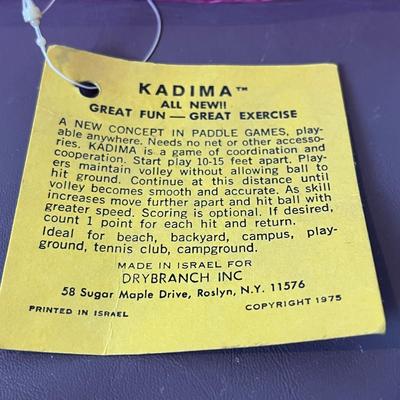 KADIMA™
ALL NEW!!
GREAT FUN — GREAT EXERCISE
A NEW CONCEPT IN PADDLE GAMES, play-
able anywhere. Needs no net or other accesso-
ries. KADIMA is a game of coordination and
cooperation. Start play 10-15 feet apart. Play-
ers maintain volley without allowing ball to
hit ground. Continue at this distance until
volley becomes smooth and accurate. As skill
increases move further apart and hit ball with
greater speed. Scoring is optional. If desired,
count 1 point for each hit and return.
Ideal for beach, backyard, campus, play-
ground, tennis club, campground.
MADE IN ISRAEL FOR
DRYBRANCH INC
58 Sugar Maple Drive, Roslyn, N.Y. 11576
PRINTED IN ISRAEL COPYRIGHT 1975